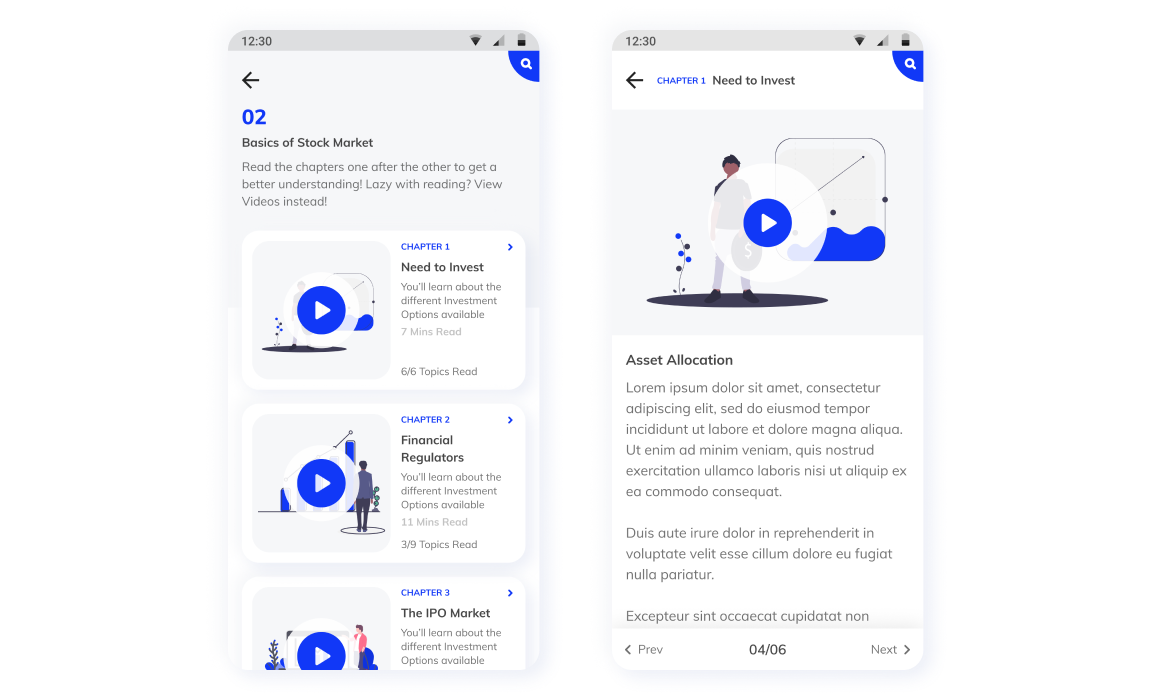 12:30
02
Basics of Stock Market
Read the chapters one after the other to get a
better understanding! Lazy with reading? View
Videos instead!
CHAPTER 1
Need to Invest
You'll learn about the
different Investment
Options available
7 Mins Read
6/6 Topics Read
CHAPTER 2
Financial
Regulators
You'll learn about the
different Investment
Options available
11 Mins Read
3/9 Topics Read
CHAPTER 3
The IPO Market
You'll learn about the
different Investment
Options available
12:30
CHAPTER 1 Need to Invest
$
Asset Allocation
Lorem ipsum dolor sit amet, consectetur
adipiscing elit, sed do eiusmod tempor
incididunt ut labore et dolore magna aliqua.
Ut enim ad minim veniam, quis nostrud
exercitation ullamco laboris nisi ut aliquip ex
ea commodo consequat.
Duis aute irure dolor in reprehenderit in
voluptate velit esse cillum dolore eu fugiat
nulla pariatur.
Excepteur sint occaecat cupidatat non
Prev 04/06 Next